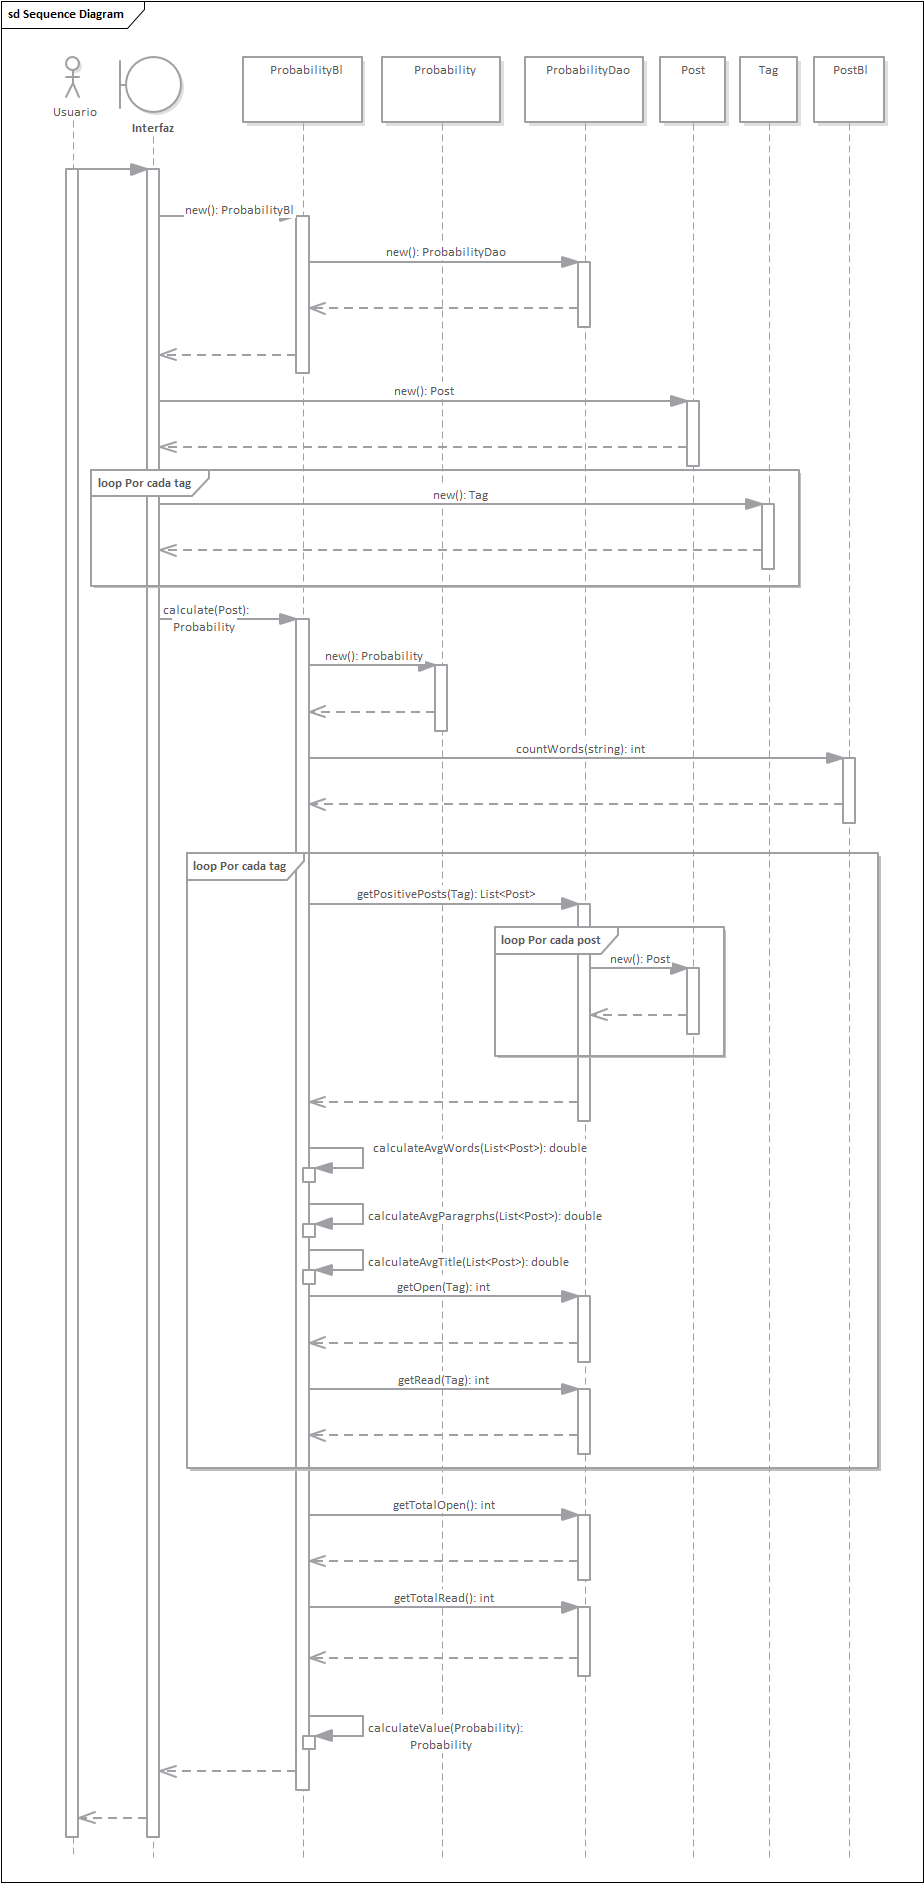 sd Sequence Diagram
Usuario
Interfaz
ProbabilityBl
Probability
ProbabilityDao
Post
Tag
PostBl
new(): ProbabilityBl
new(): ProbabilityDao
new(): Post
loop Por cada tag
new(): Tag
calculate(Post):
Probability
new(): Probability
countWords(string): int
loop Por cada tag
getPositivePosts(Tag): List<Post>
loop Por cada post
new(): Post
calculateAvgWords(List<Post>): double
calculateAvgParagrphs(List<Post>): double
calculateAvgTitle(List<Post>): double
getOpen(Tag): int
getRead(Tag): int
getTotalOpen(): int
getTotalRead(): int
calculateValue(Probability):
Probability